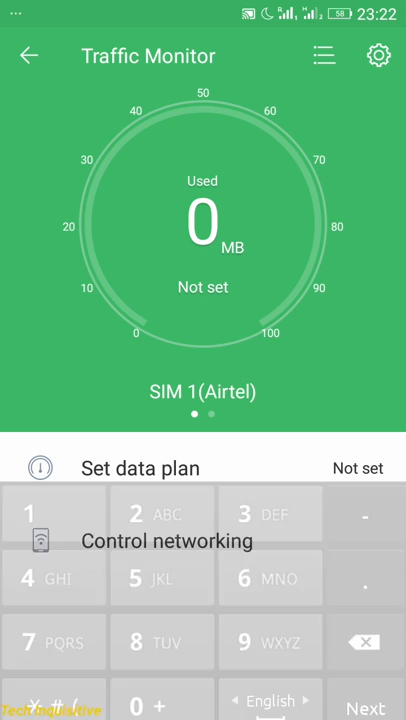 ... R H 2 58 23:22
Traffic Monitor
50
40 60
30 70
Used
20 0 MB 80
Not set
10 90
0 100
SIM 1(Airtel)
Set data plan Not set
1 2 ABC 3 DEF -
Control networking
4 GHI 5 JKL 6 MNO .
7 PQRS 8 TUV 9 WXYZ
* # ( 0 + English Next
Tech Inquisitive